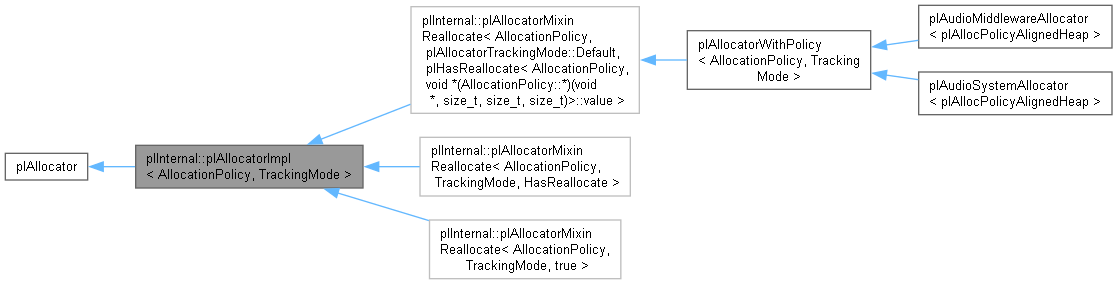 plAllocator
plInternal::plAllocatorImpl
< AllocationPolicy, TrackingMode >
plInternal::plAllocatorMixin
Reallocate< AllocationPolicy,
plAllocatorTrackingMode::Default,
plHasReallocate< AllocationPolicy,
void *(AllocationPolicy::*)(void
*, size_t, size_t, size_t)>::value >
plInternal::plAllocatorMixin
Reallocate< AllocationPolicy,
TrackingMode, HasReallocate >
plInternal::plAllocatorMixin
Reallocate< AllocationPolicy,
TrackingMode, true >
plAllocatorWithPolicy
< AllocationPolicy, Tracking
Mode >
plAudioMiddlewareAllocator
< plAllocPolicyAlignedHeap >
plAudioSystemAllocator
< plAllocPolicyAlignedHeap >